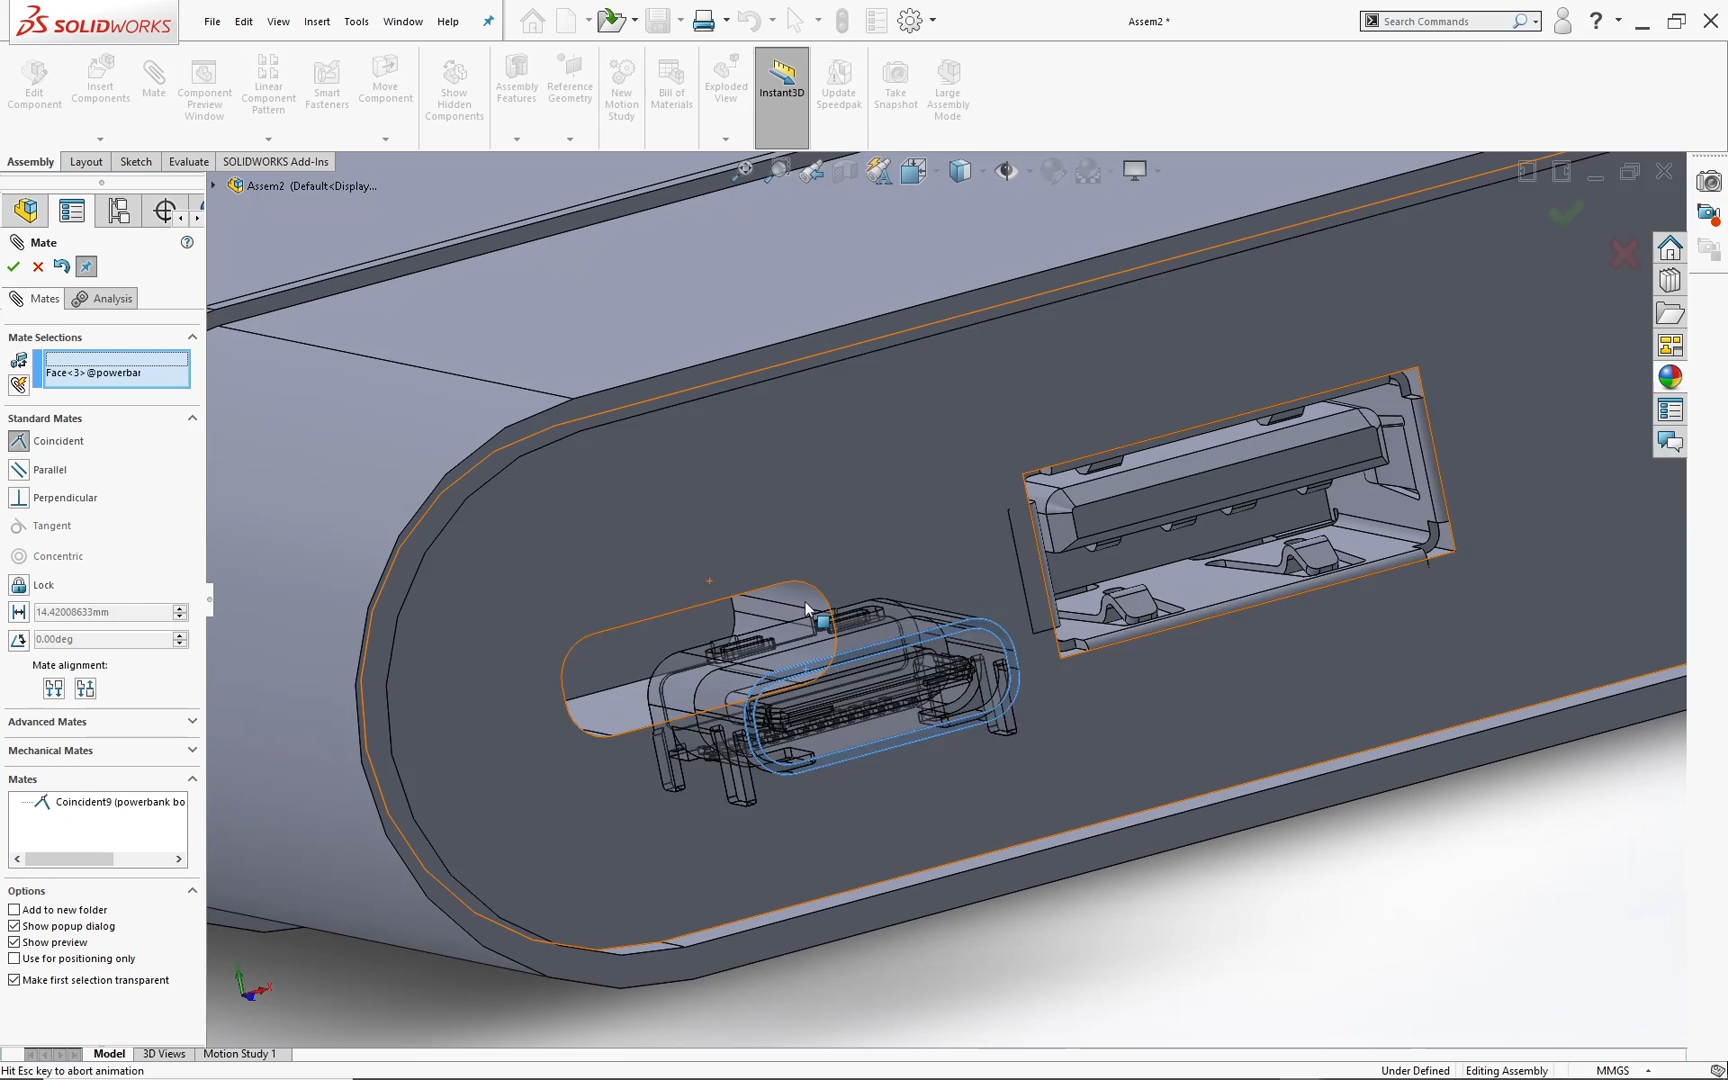 SOLIDWORKS
File Edit View Insert Tools Window Help
Assem2 *
Search Commands
Edit Component
Insert Components
Mate
Component Preview Window
Linear Component Pattern
Smart Fasteners
Move Component
Show Hidden Components
Assembly Features
Reference Geometry
New Motion Study
Bill of Materials
Exploded View
Instant3D
Update Speedpak
Take Snapshot
Large Assembly Mode
Assembly Layout Sketch Evaluate SOLIDWORKS Add-Ins
Assem2 (Default<Display...
Mate
Mates Analysis
Mate Selections
Face<3>@powerbar
Standard Mates
Coincident
Parallel
Perpendicular
Tangent
Concentric
Lock
14.42008633mm
0.00deg
Mate alignment:
Advanced Mates
Mechanical Mates
Mates
Coincident9 (powerbank bo
Options
Add to new folder
Show popup dialog
Show preview
Use for positioning only
Make first selection transparent
Model 3D Views Motion Study 1
Hit Esc key to abort animation
Under Defined Editing Assembly MMGS